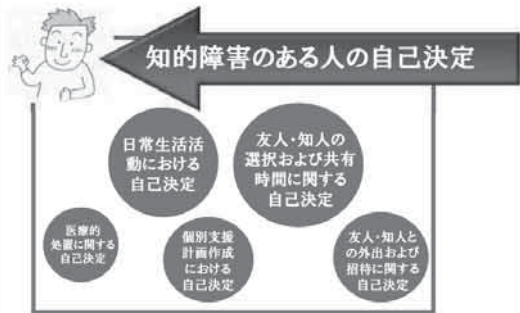 知的障害のある人の自己決定
日常生活活
動における
自己決定
友人・知人の
選択および共有
時間に関する
自己決定
医療的
処置に関する
自己決定
個別支援
計画作成
における
自己決定
友人・知人と
の外出および
招待に関する
自己決定